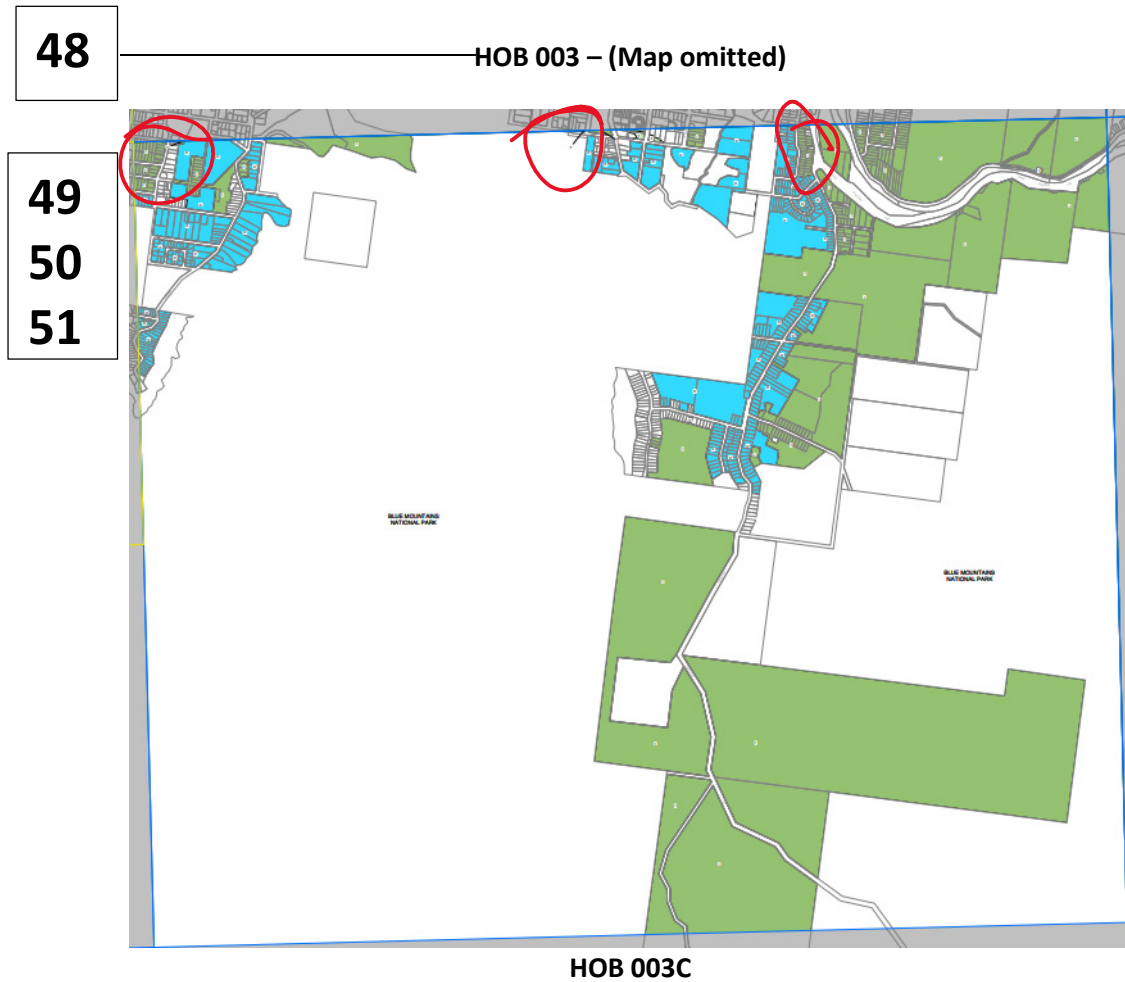 48
HOB 003 – (Map omitted)
49
50
51
BLUE MOUNTAINS
NATIONAL PARK
BLUE MOUNTAINS
NATIONAL PARK
HOB 003C